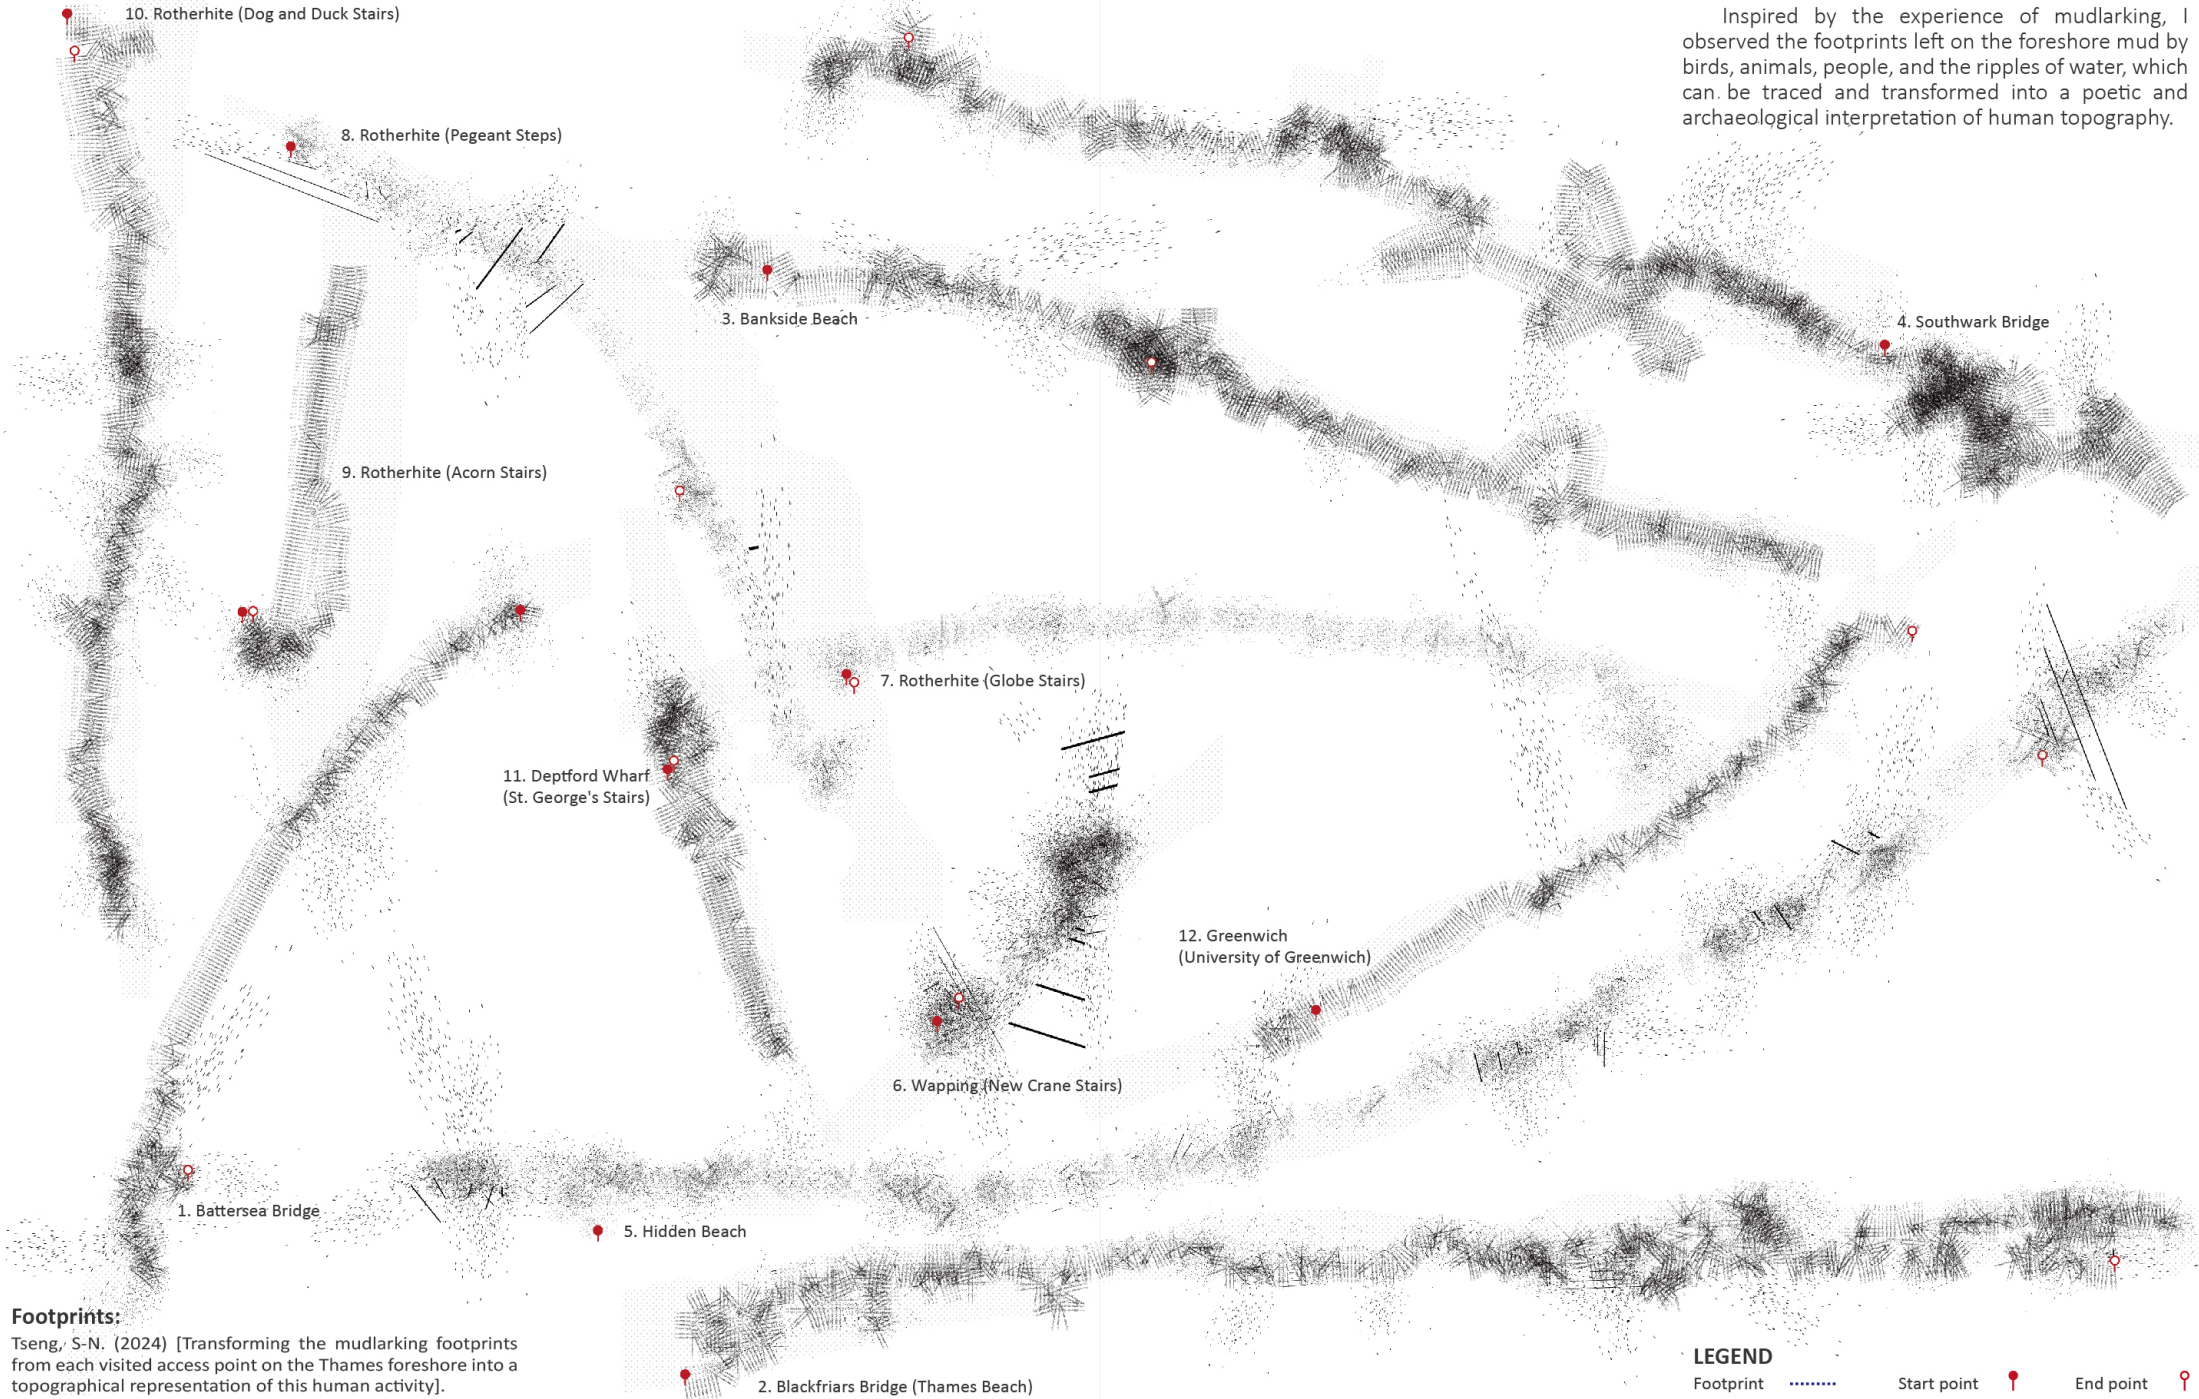 10. Rotherhite (Dog and Duck Stairs)
Inspired by the experience of mudlarking, I
observed the footprints left on the foreshore mud by
birds, animals, people, and the ripples of water, which
can be traced and transformed into a poetic and
archaeological interpretation of human topography.
8. Rotherhite (Pegeant Steps)
3. Bankside Beach
4. Southwark Bridge
9. Rotherhite (Acorn Stairs)
7. Rotherhite (Globe Stairs)
11. Deptford Wharf
(St. George's Stairs)
12. Greenwich
(University of Greenwich)
6. Wapping (New Crane Stairs)
1. Battersea Bridge
5. Hidden Beach
2. Blackfriars Bridge (Thames Beach)
Footprints:
Tseng, S-N. (2024) [Transforming the mudlarking footprints
from each visited access point on the Thames foreshore into a
topographical representation of this human activity].
LEGEND
Footprint
Start point
End point